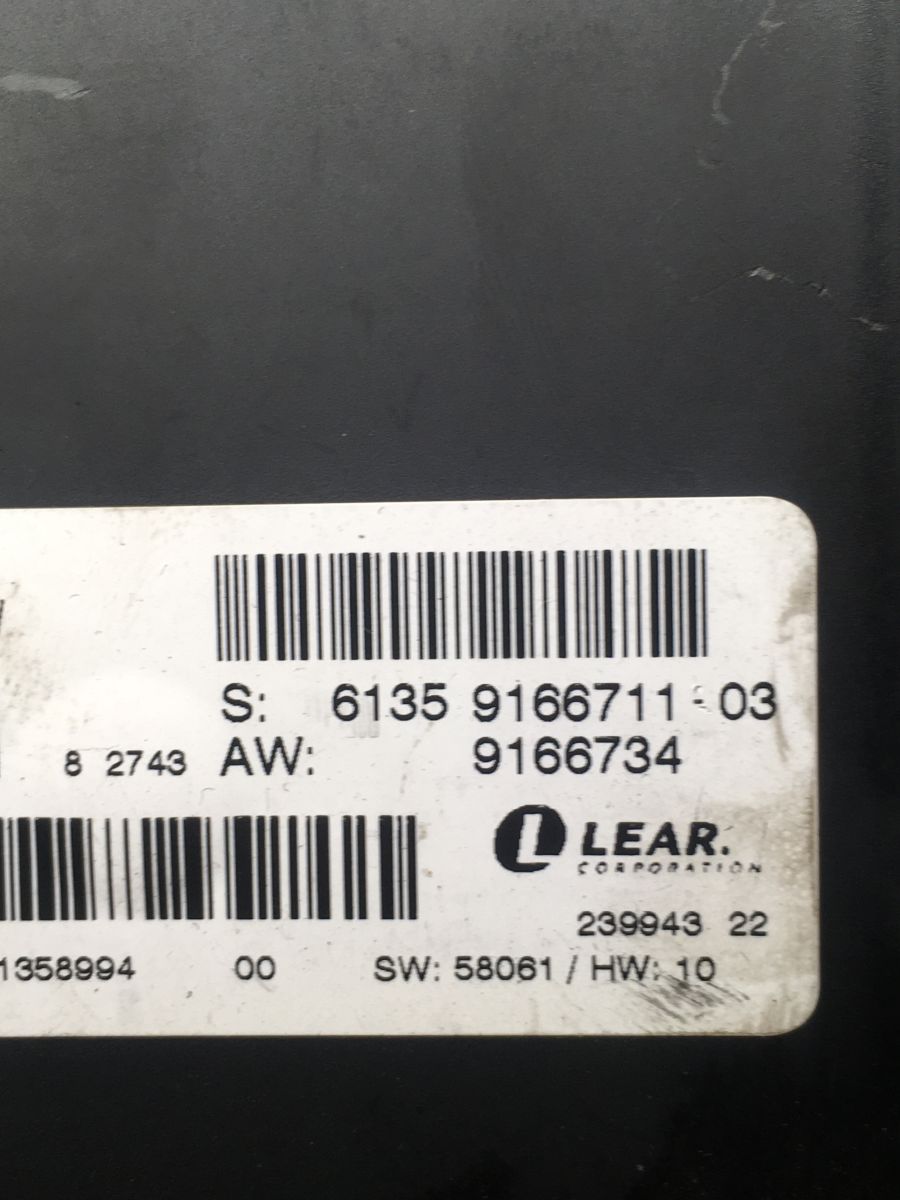 S: 6135 9166711-03
8 2743 AW: 9166734
LEAR.
CORPORATION
239943 22
1358994 00 SW: 58061 / HW: 10